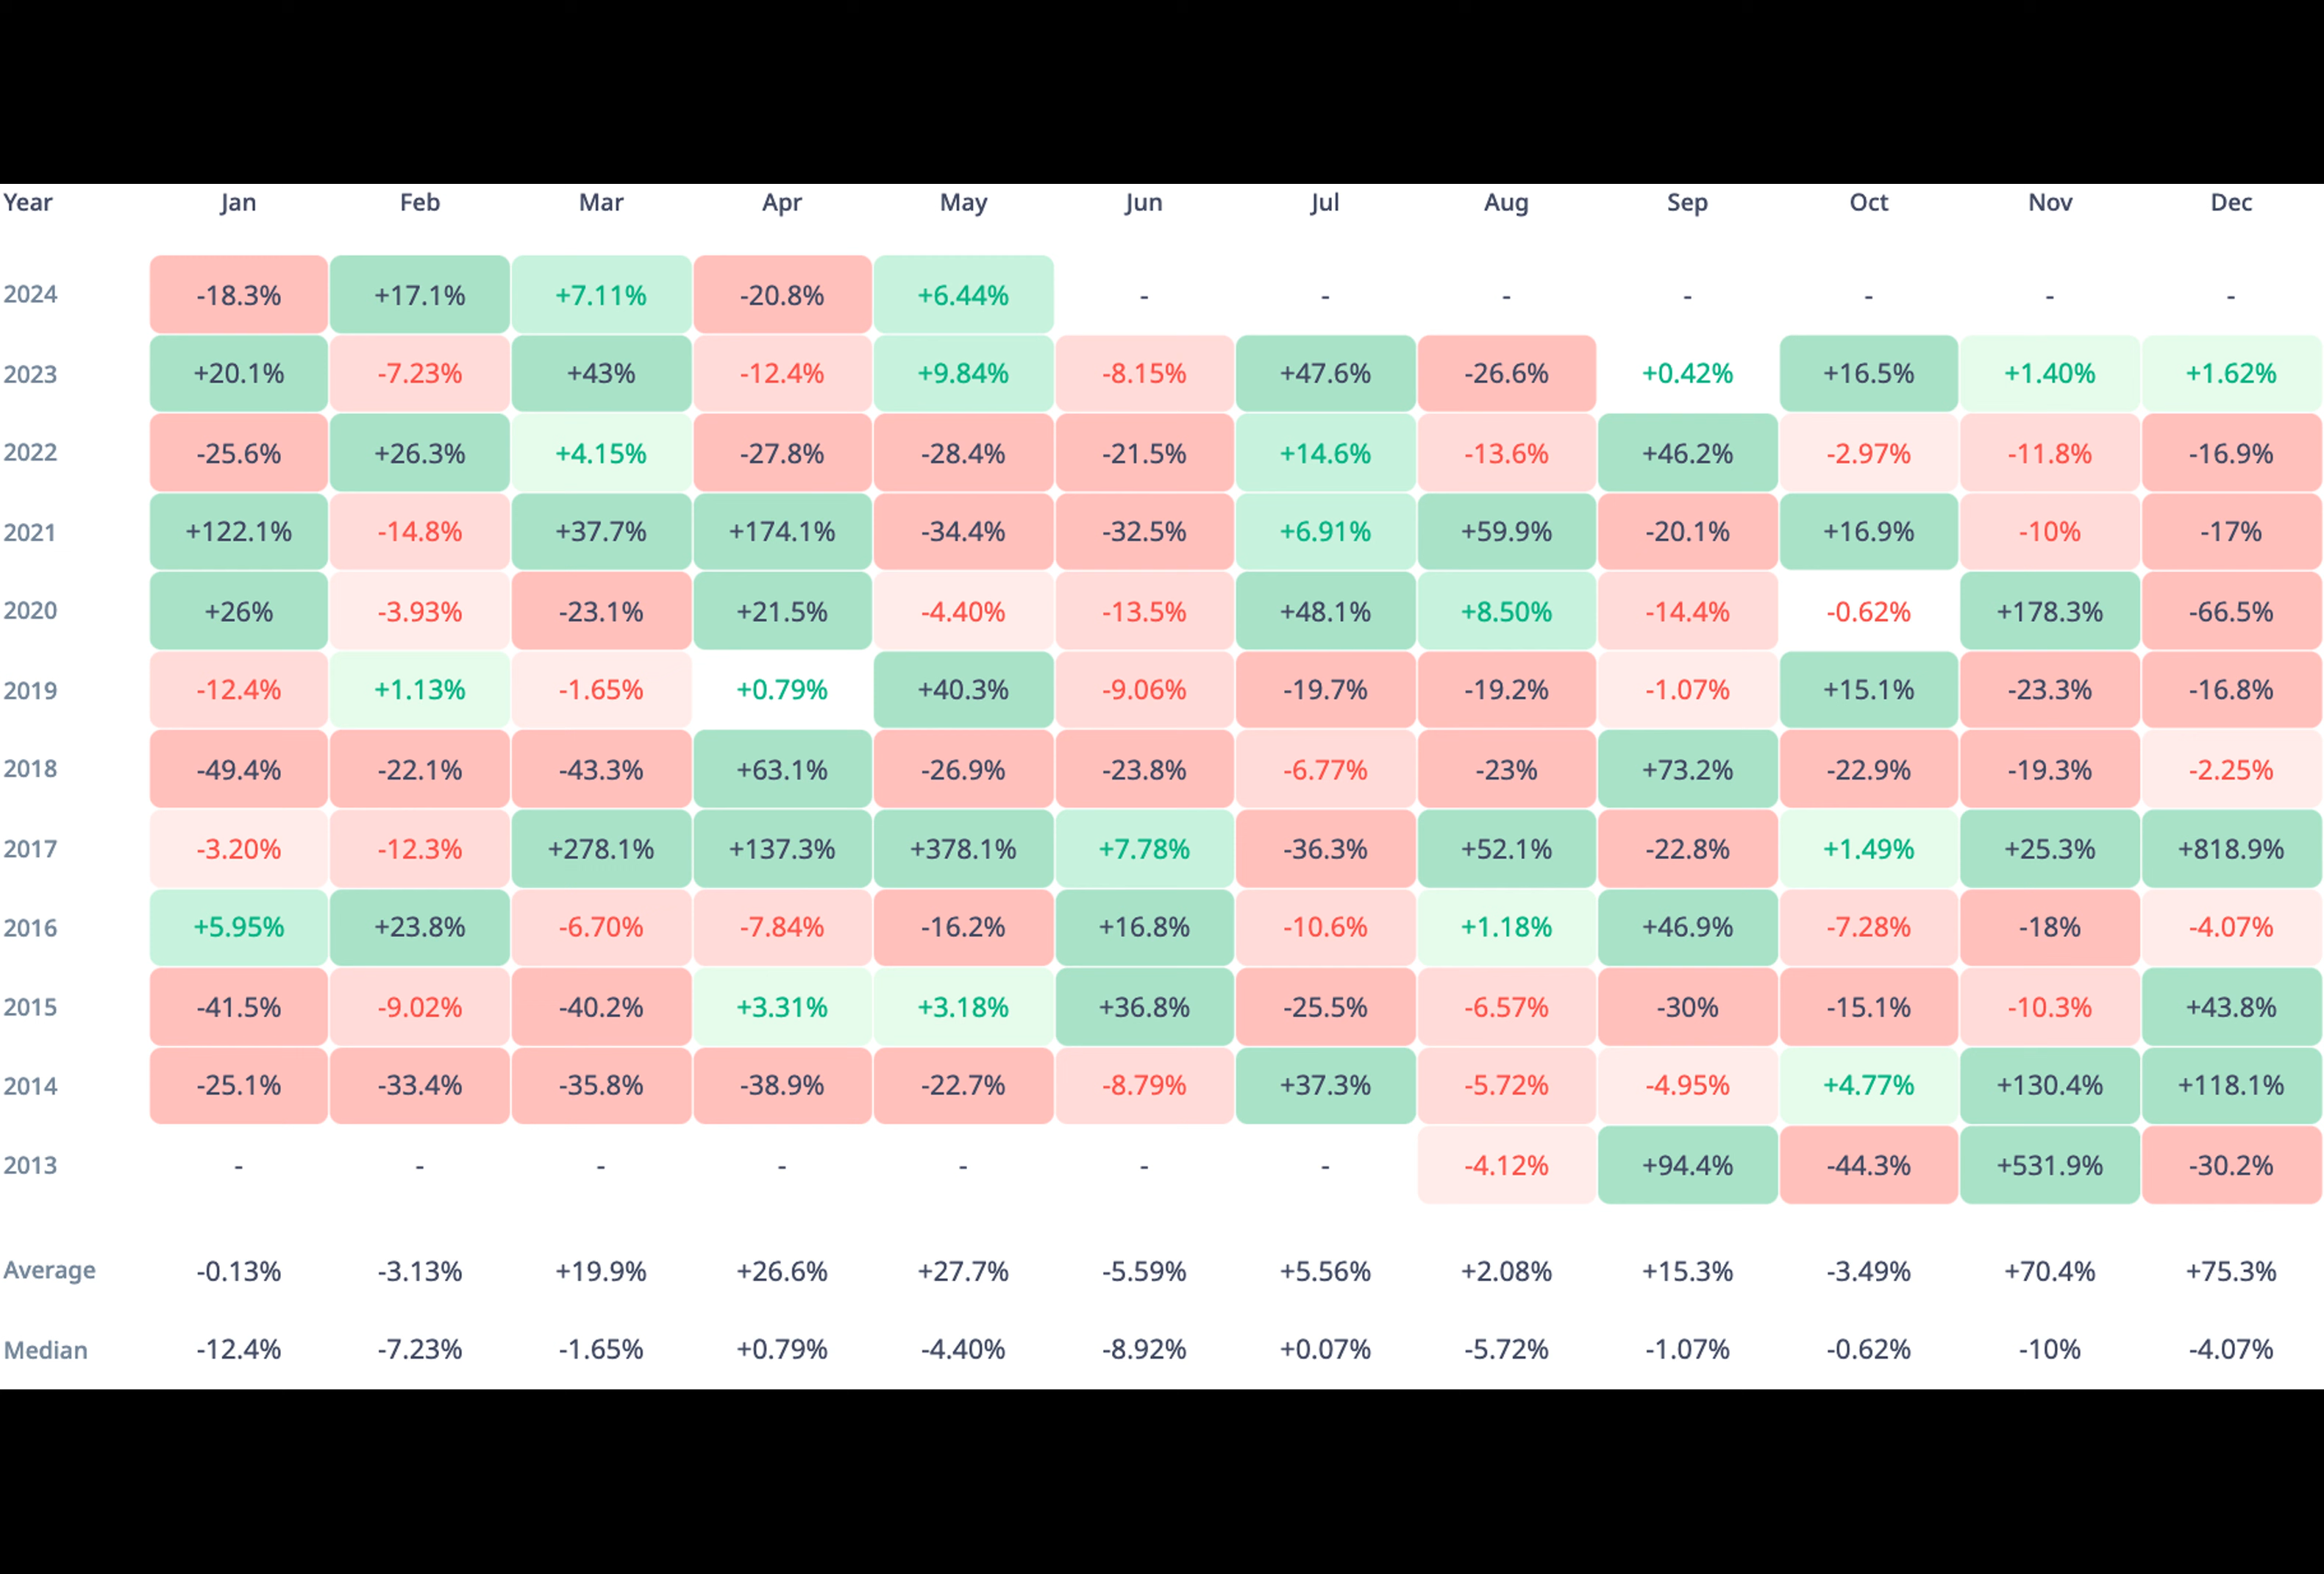 Year Jan Feb Mar Apr May Jun Jul Aug Sep Oct Nov Dec
2024 -18.3% +17.1% +7.11% -20.8% +6.44% - - - - - - -
2023 +20.1% -7.23% +43% -12.4% +9.84% -8.15% +47.6% -26.6% +0.42% +16.5% +1.40% +1.62%
2022 -25.6% +26.3% +4.15% -27.8% -28.4% -21.5% +14.6% -13.6% +46.2% -2.97% -11.8% -16.9%
2021 +122.1% -14.8% +37.7% +174.1% -34.4% -32.5% +6.91% +59.9% -20.1% +16.9% -10% -17%
2020 +26% -3.93% -23.1% +21.5% -4.40% -13.5% +48.1% +8.50% -14.4% -0.62% +178.3% -66.5%
2019 -12.4% +1.13% -1.65% +0.79% +40.3% -9.06% -19.7% -19.2% -1.07% +15.1% -23.3% -16.8%
2018 -49.4% -22.1% -43.3% +63.1% -26.9% -23.8% -6.77% -23% +73.2% -22.9% -19.3% -2.25%
2017 -3.20% -12.3% +278.1% +137.3% +378.1% +7.78% -36.3% +52.1% -22.8% +1.49% +25.3% +818.9%
2016 +5.95% +23.8% -6.70% -7.84% -16.2% +16.8% -10.6% +1.18% +46.9% -7.28% -18% -4.07%
2015 -41.5% -9.02% -40.2% +3.31% +3.18% +36.8% -25.5% -6.57% -30% -15.1% -10.3% +43.8%
2014 -25.1% -33.4% -35.8% -38.9% -22.7% -8.79% +37.3% -5.72% -4.95% +4.77% +130.4% +118.1%
2013 - - - - - - - -4.12% +94.4% -44.3% +531.9% -30.2%
Average -0.13% -3.13% +19.9% +26.6% +27.7% -5.59% +5.56% +2.08% +15.3% -3.49% +70.4% +75.3%
Median -12.4% -7.23% -1.65% +0.79% -4.40% -8.92% +0.07% -5.72% -1.07% -0.62% -10% -4.07%